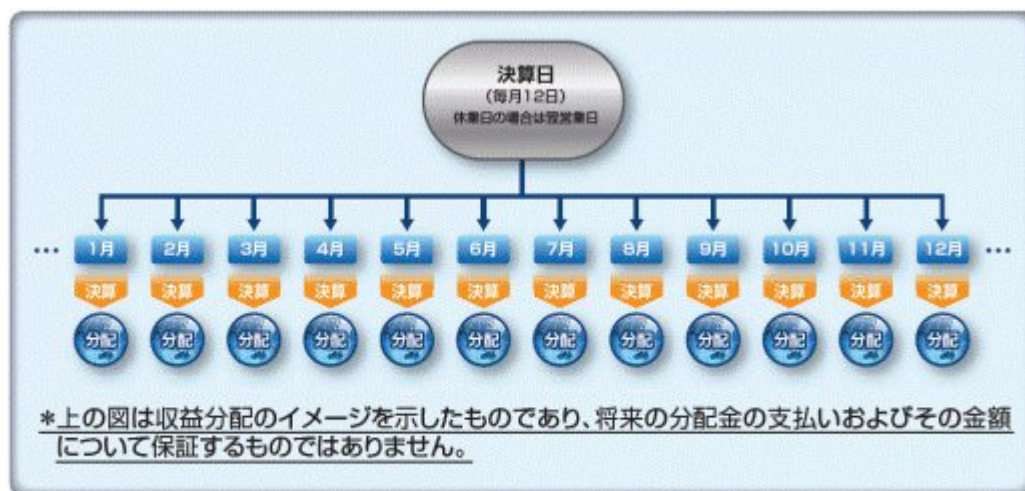 決算日
(毎月12日)
休業日の場合は翌営業日
… 1月 2月 3月 4月 5月 6月 7月 8月 9月 10月 11月 12月 …
決算 決算 決算 決算 決算 決算 決算 決算 決算 決算 決算 決算
分配 分配 分配 分配 分配 分配 分配 分配 分配 分配 分配 分配
*上の図は収益分配のイメージを示したものであり、将来の分配金の支払いおよびその金額
について保証するものではありません。